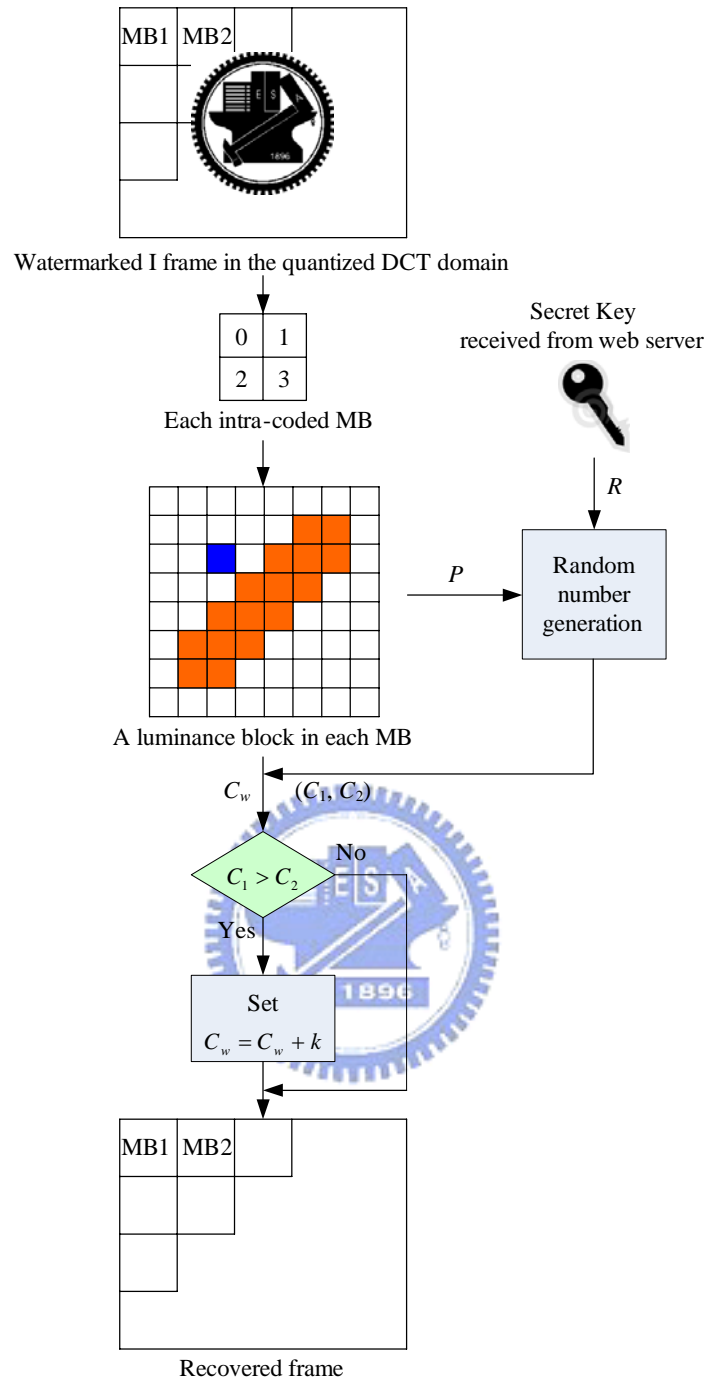 MB1 MB2
E S A
1896
Watermarked I frame in the quantized DCT domain
Secret Key
received from web server
0 1
2 3
Each intra-coded MB
R
P
Random
number
generation
A luminance block in each MB
C_w (C_1, C_2)
No
C_1 > C_2
E S A
Yes
1896
Set
C_w = C_w + k
MB1 MB2
Recovered frame